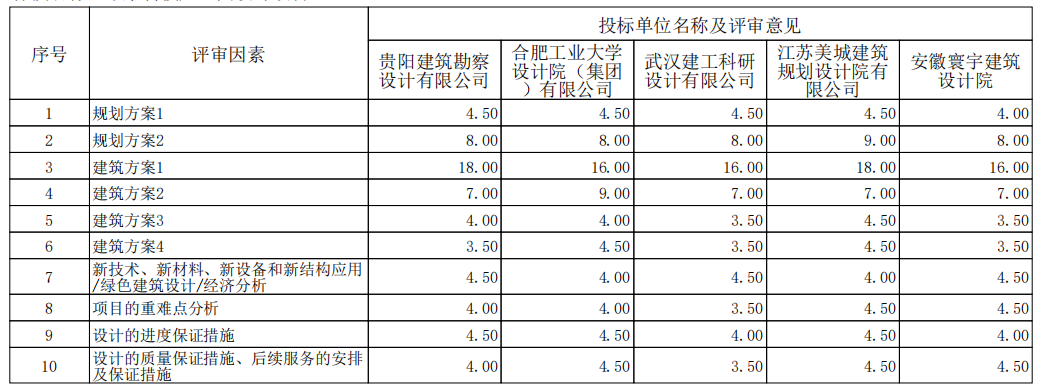 投标单位名称及评审意见
序号 评审因素
贵阳建筑勘察
设计有限公司
合肥工业大学
设计院（集团
）有限公司
武汉建工科研
设计有限公司
江苏美城建筑
规划设计院有
限公司
安徽寰宇建筑
设计院
1 规划方案1 4.50 4.50 4.50 4.50 4.00
2 规划方案2 8.00 8.00 8.00 9.00 8.00
3 建筑方案1 18.00 16.00 16.00 18.00 16.00
4 建筑方案2 7.00 9.00 7.00 7.00 7.00
5 建筑方案3 4.00 4.00 3.50 4.50 3.50
6 建筑方案4 3.50 4.50 3.50 4.50 3.50
7 新技术、新材料、新设备和新结构应用
/绿色建筑设计/经济分析 4.50 4.00 4.50 4.00 4.50
8 项目的重难点分析 4.00 4.00 3.50 4.50 4.50
9 设计的进度保证措施 4.50 4.50 4.00 4.50 4.00
10 设计的质量保证措施、后续服务的安排
及保证措施 4.00 4.50 3.50 4.50 4.50